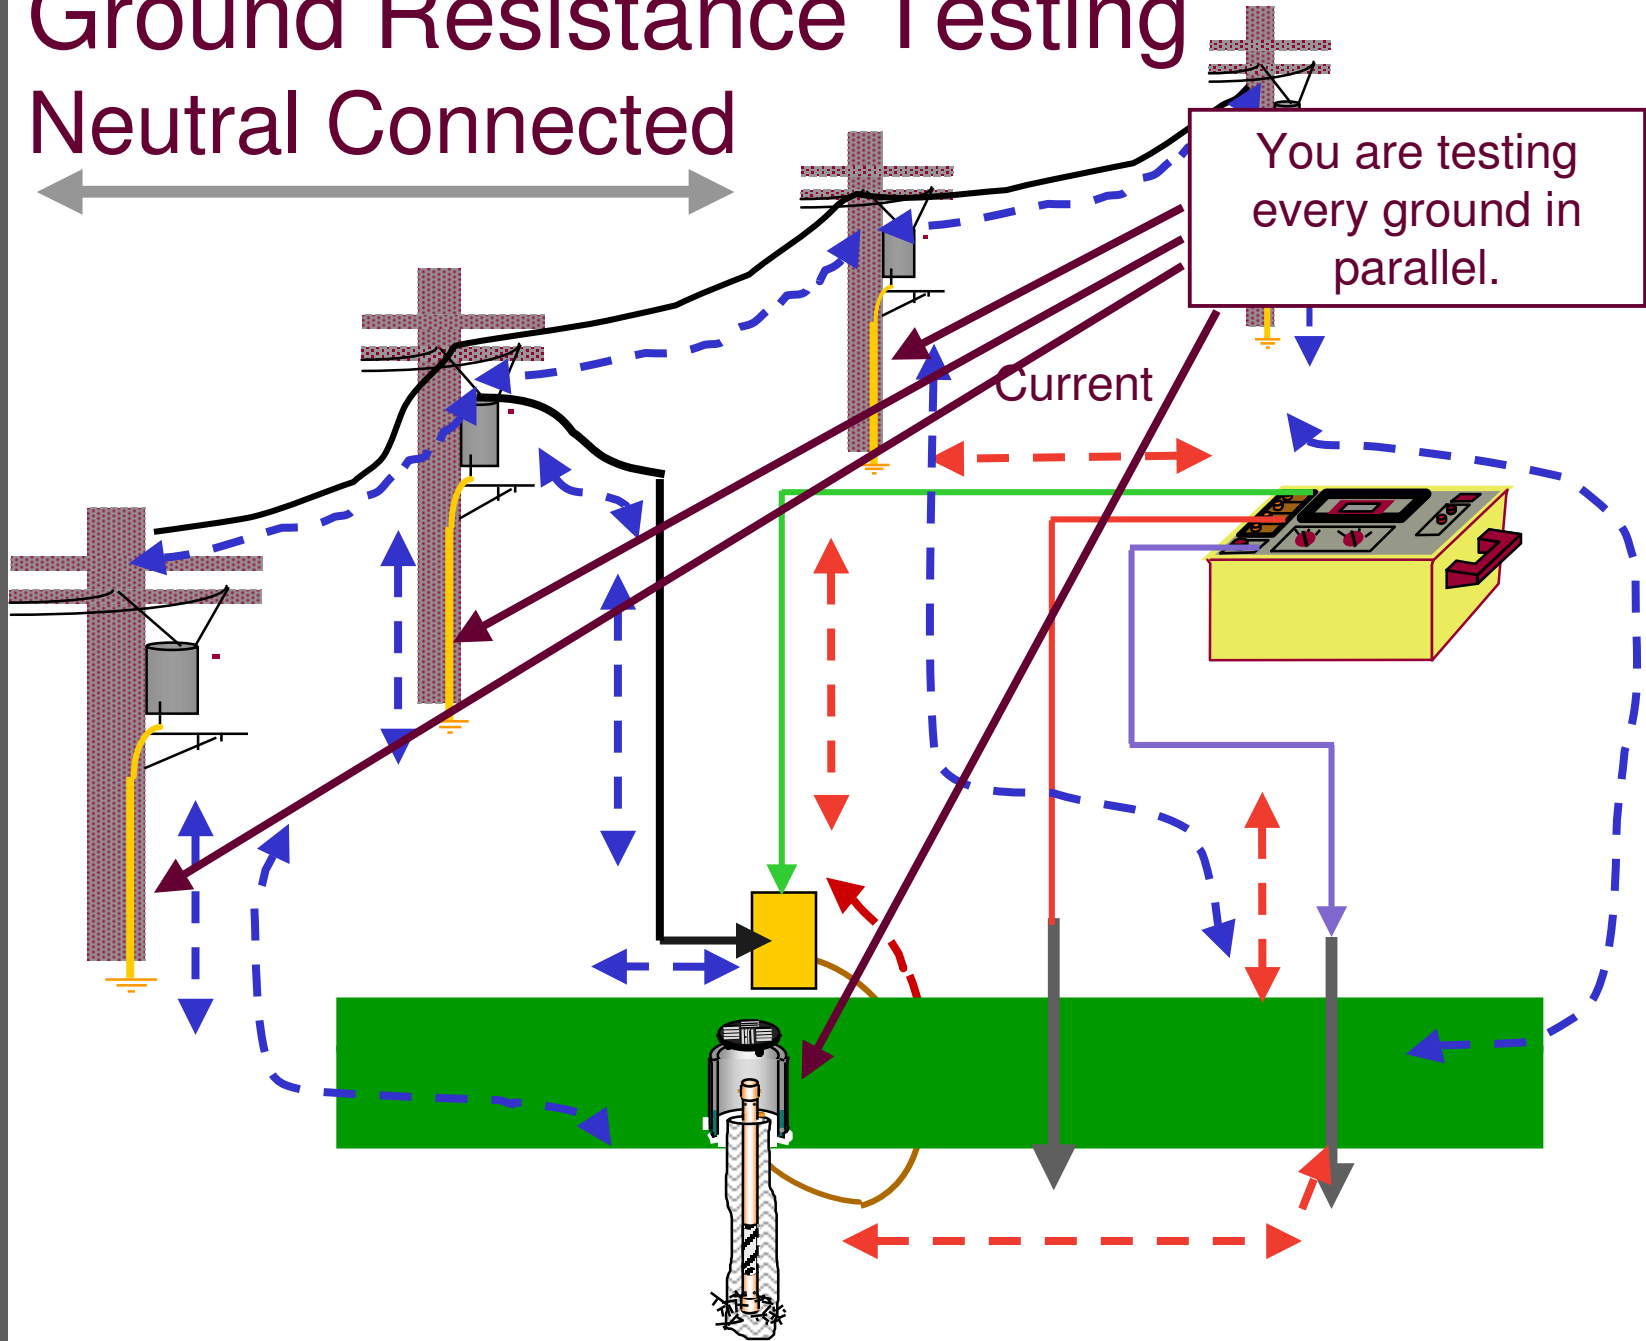 Ground Resistance Testing
Neutral Connected
You are testing
every ground in
parallel.
Current